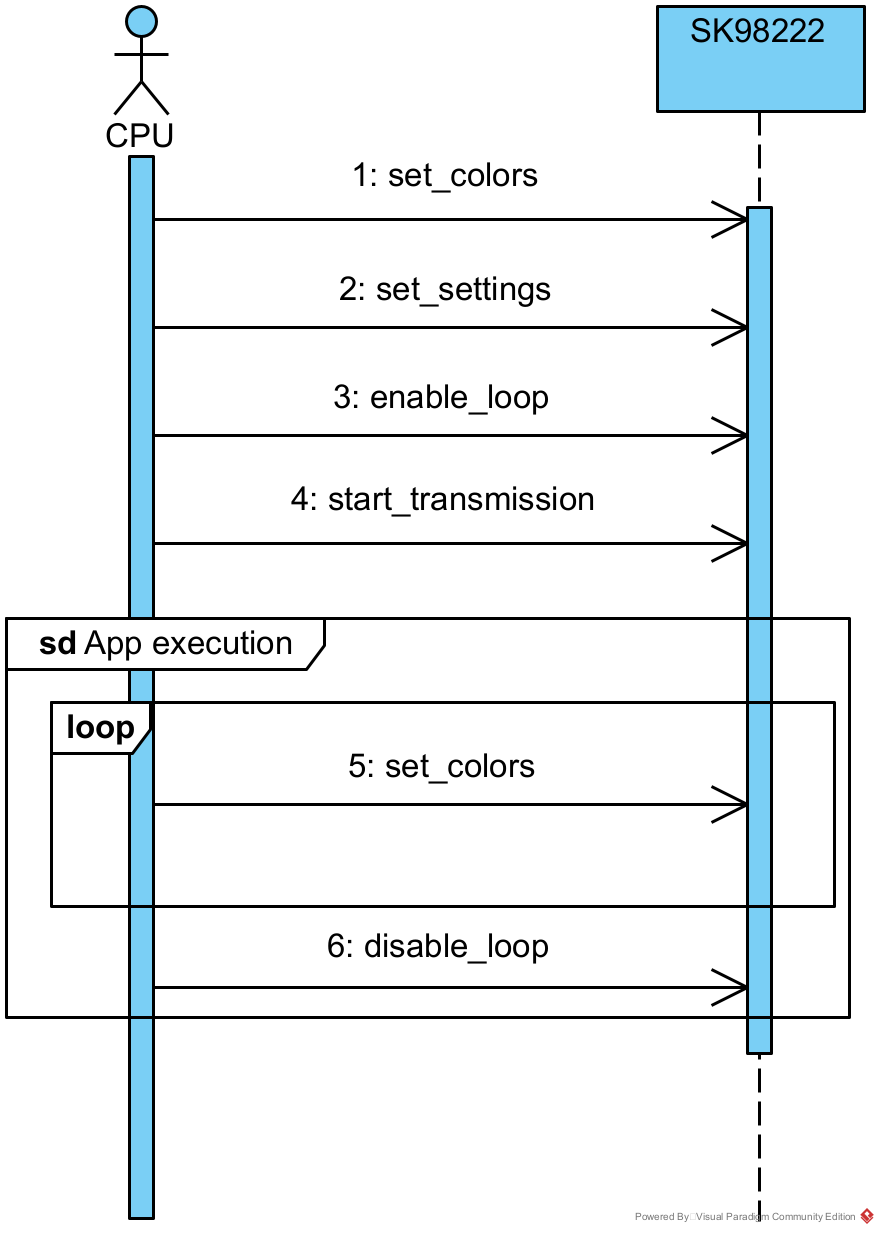 SK98222
CPU
1: set_colors
2: set_settings
3: enable_loop
4: start_transmission
sd App execution
loop
5: set_colors
6: disable_loop
Powered By Visual Paradigm Community Edition